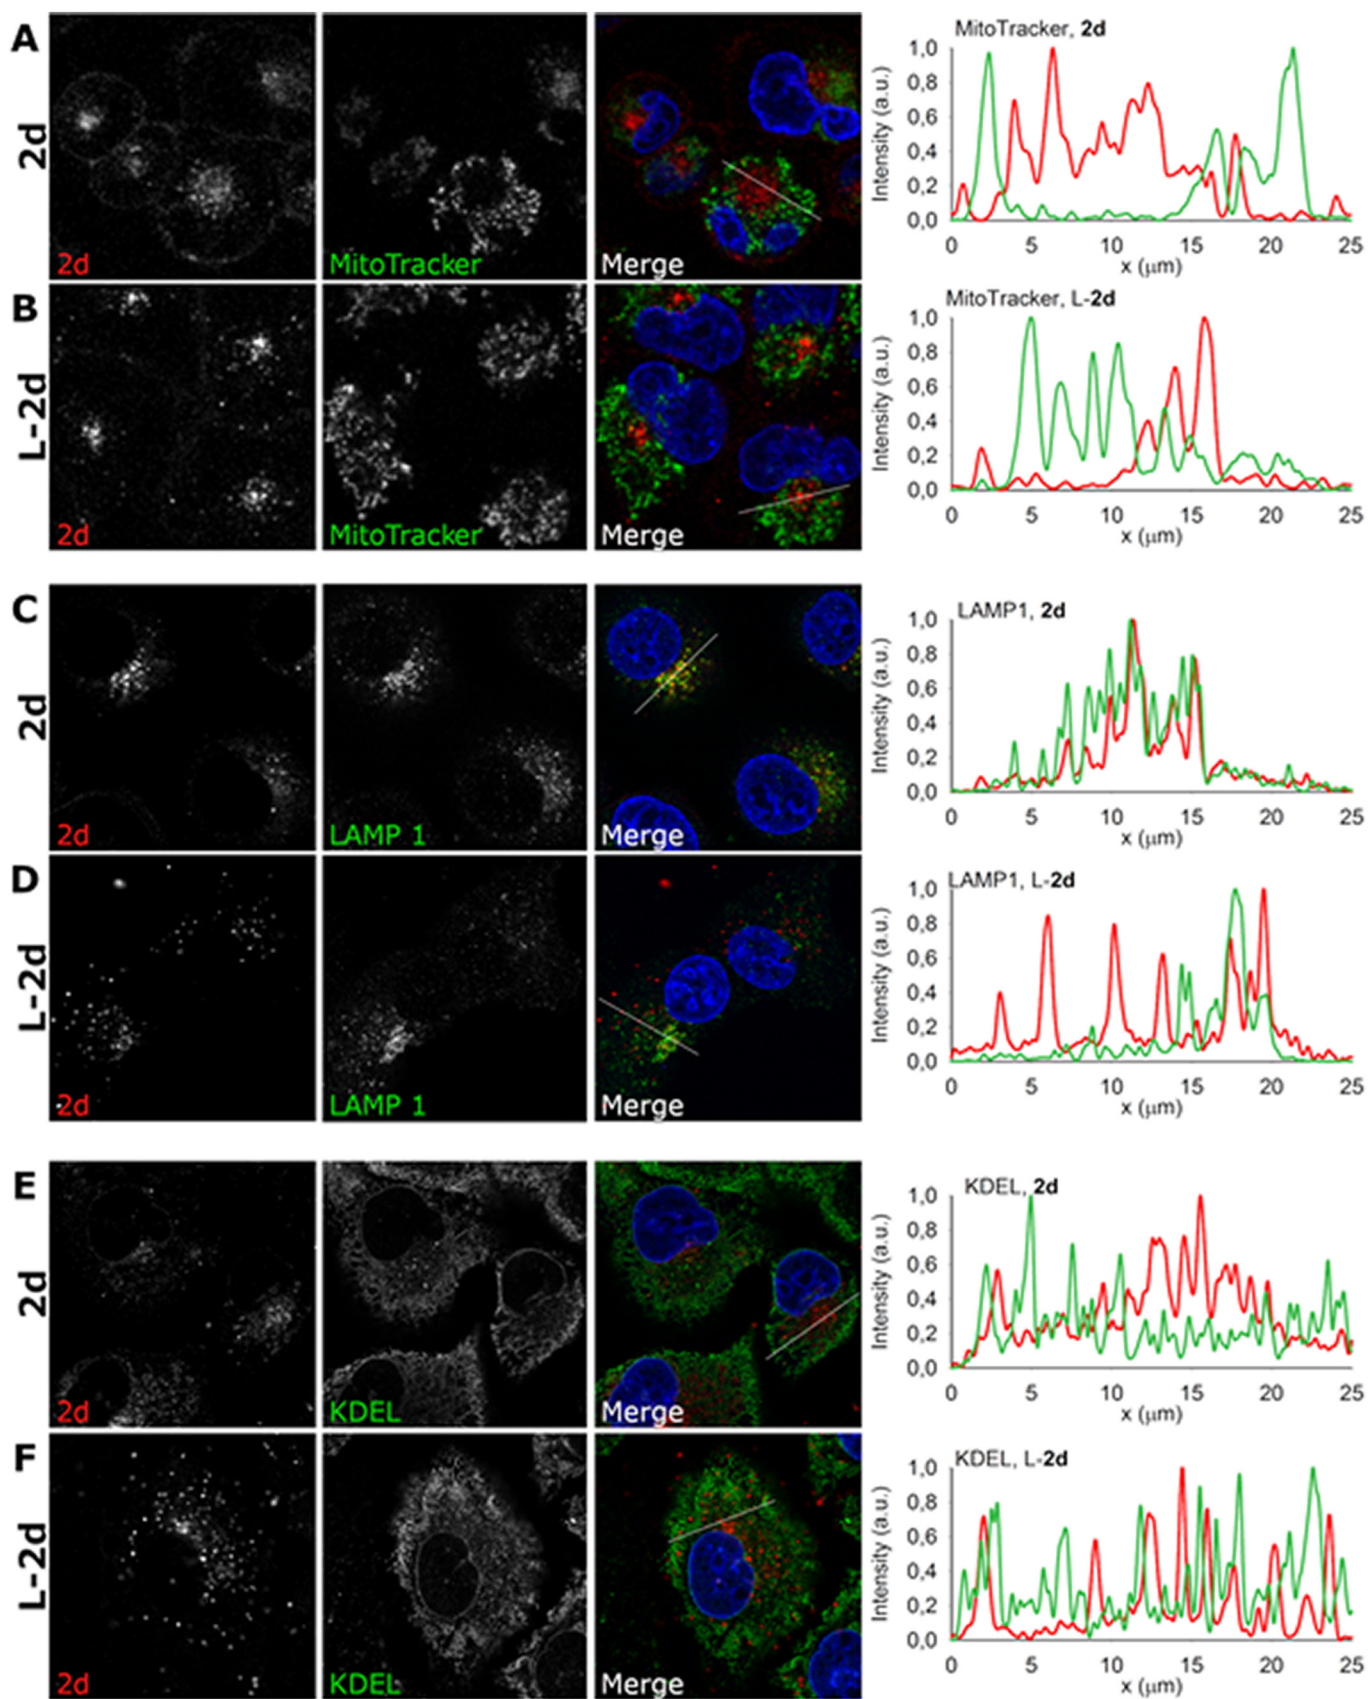 A
2d
2d
MitoTracker
Merge
MitoTracker, 2d
Intensity (a.u.)
1,0
0,8
0,6
0,4
0,2
0,0
0 5 10 15 20 25
x (μm)
B
L-2d
2d
MitoTracker
Merge
MitoTracker, L-2d
Intensity (a.u.)
1,0
0,8
0,6
0,4
0,2
0,0
0 5 10 15 20 25
x (μm)
C
2d
2d
LAMP 1
Merge
LAMP1, 2d
Intensity (a.u.)
1,0
0,8
0,6
0,4
0,2
0,0
0 5 10 15 20 25
x (μm)
D
L-2d
2d
LAMP 1
Merge
LAMP1, L-2d
Intensity (a.u.)
1,0
0,8
0,6
0,4
0,2
0,0
0 5 10 15 20 25
x (μm)
E
2d
2d
KDEL
Merge
KDEL, 2d
Intensity (a.u.)
1,0
0,8
0,6
0,4
0,2
0,0
0 5 10 15 20 25
x (μm)
F
L-2d
2d
KDEL
Merge
KDEL, L-2d
Intensity (a.u.)
1,0
0,8
0,6
0,4
0,2
0,0
0 5 10 15 20 25
x (μm)